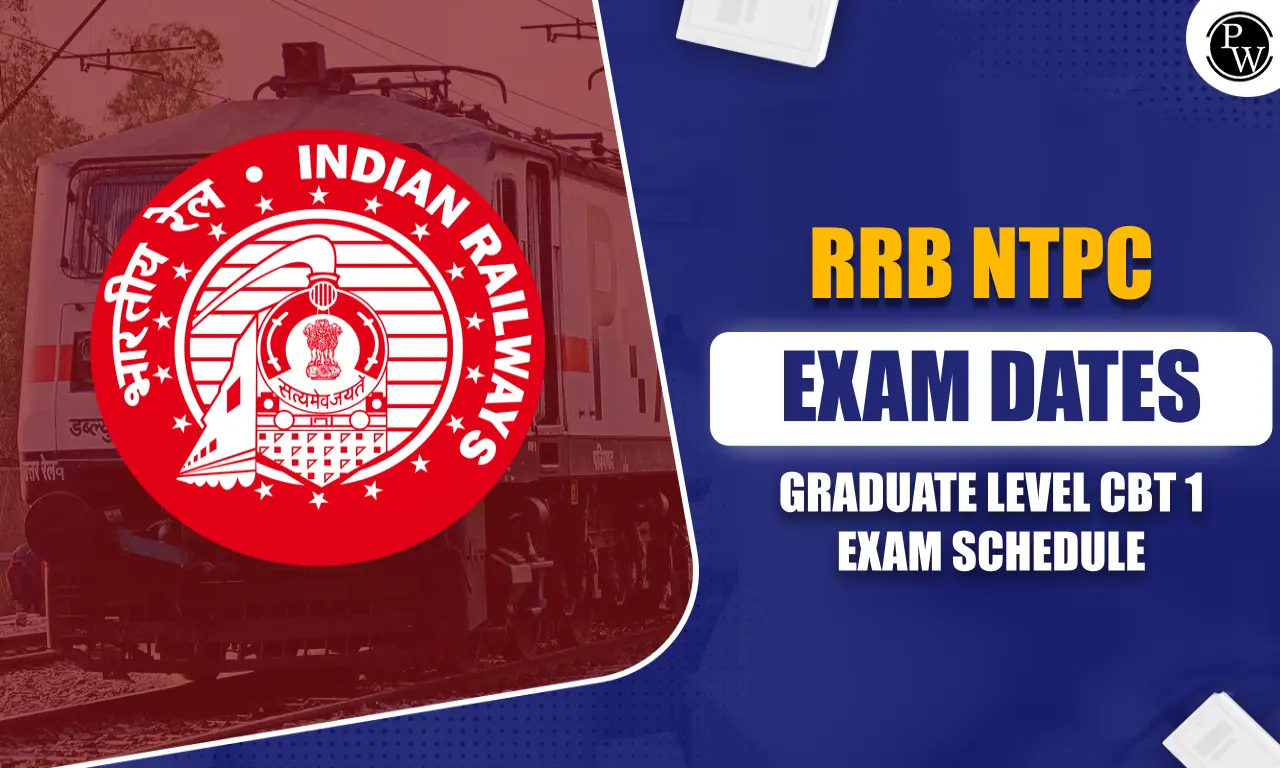 भारतीय रेल • INDIAN RAILWAYS
सत्यमेव जयते
PW
RRB NTPC
EXAM DATES
GRADUATE LEVEL CBT 1
EXAM SCHEDULE